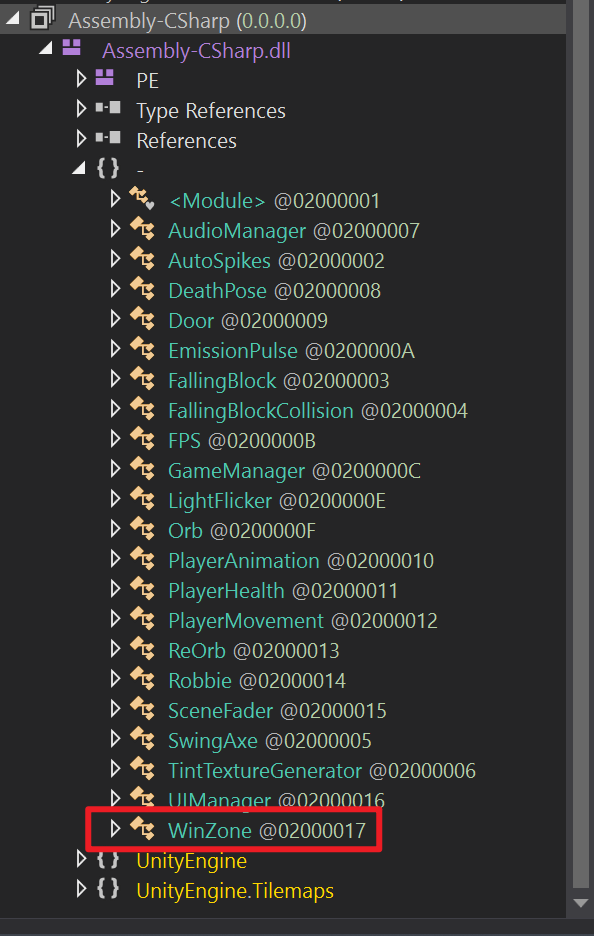 Assembly-CSharp (0.0.0.0)
Assembly-CSharp.dll
PE
Type References
References
{ } -
<Module> @02000001
AudioManager @02000007
AutoSpikes @02000002
DeathPose @02000008
Door @02000009
EmissionPulse @0200000A
FallingBlock @02000003
FallingBlockCollision @02000004
FPS @0200000B
GameManager @0200000C
LightFlicker @0200000E
Orb @0200000F
PlayerAnimation @02000010
PlayerHealth @02000011
PlayerMovement @02000012
ReOrb @02000013
Robbie @02000014
SceneFader @02000015
SwingAxe @02000005
TintTextureGenerator @02000006
UIManager @02000016
WinZone @02000017
{ } UnityEngine
{ } UnityEngine.Tilemaps